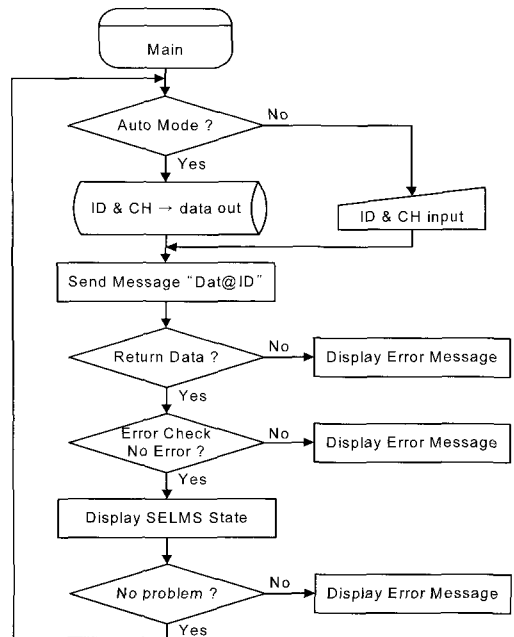 Main
Auto Mode ?
No
Yes
ID & CH → data out
ID & CH input
Send Message “Dat@ID”
Return Data ?
No
Display Error Message
Yes
Error Check
No Error ?
No
Display Error Message
Yes
Display SELMS State
No problem ?
No
Display Error Message
Yes